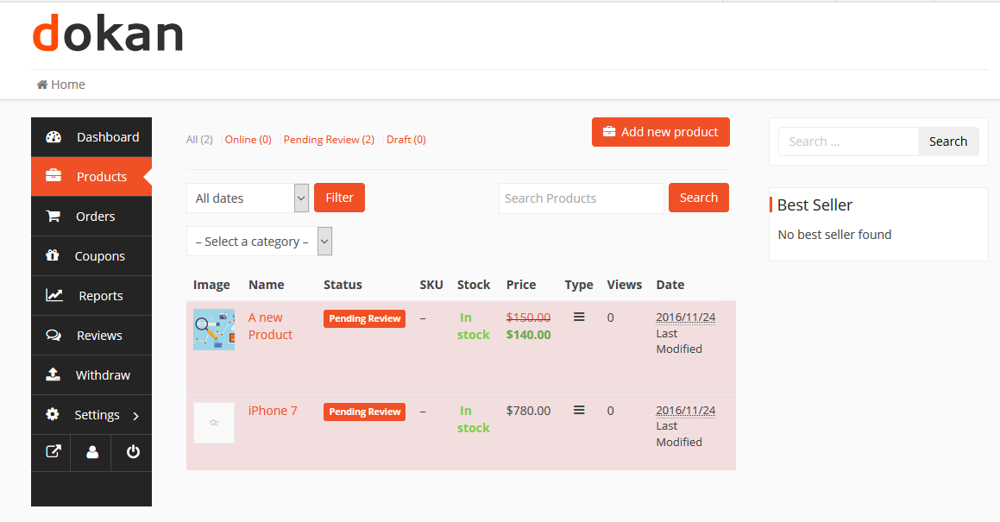 dokan
Home
Dashboard
Products
Orders
Coupons
Reports
Reviews
Withdraw
Settings
All (2) Online (0) Pending Review (2) Draft (0)
Add new product
All dates Filter
Search Products Search
– Select a category –
Image Name Status SKU Stock Price Type Views Date
A new
Product
Pending Review
–
In
stock
$150.00
$140.00
0
2016/11/24
Last
Modified
iPhone 7
Pending Review
–
In
stock
$780.00
0
2016/11/24
Last
Modified
Search ... Search
Best Seller
No best seller found